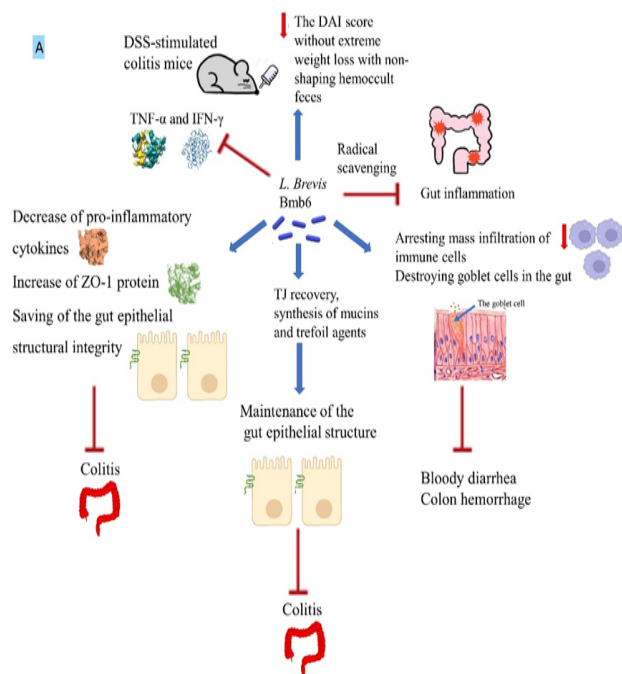 A
DSS-stimulated
colitis mice
The DAI score
without extreme
weight loss with non-
shaping hemoccult
feces
TNF-α and IFN-γ
Radical
scavenging
Gut inflammation
L. Brevis
Bmb6
Decrease of pro-inflammatory
cytokines
Increase of ZO-1 protein
Saving of the gut epithelial
structural integrity
Colitis
TJ recovery,
synthesis of mucins
and trefoil agents
Maintenance of the
gut epithelial structure
Colitis
Arresting mass infiltration of
immune cells
Destroying goblet cells in the gut
The goblet cell
Bloody diarrhea
Colon hemorrhage